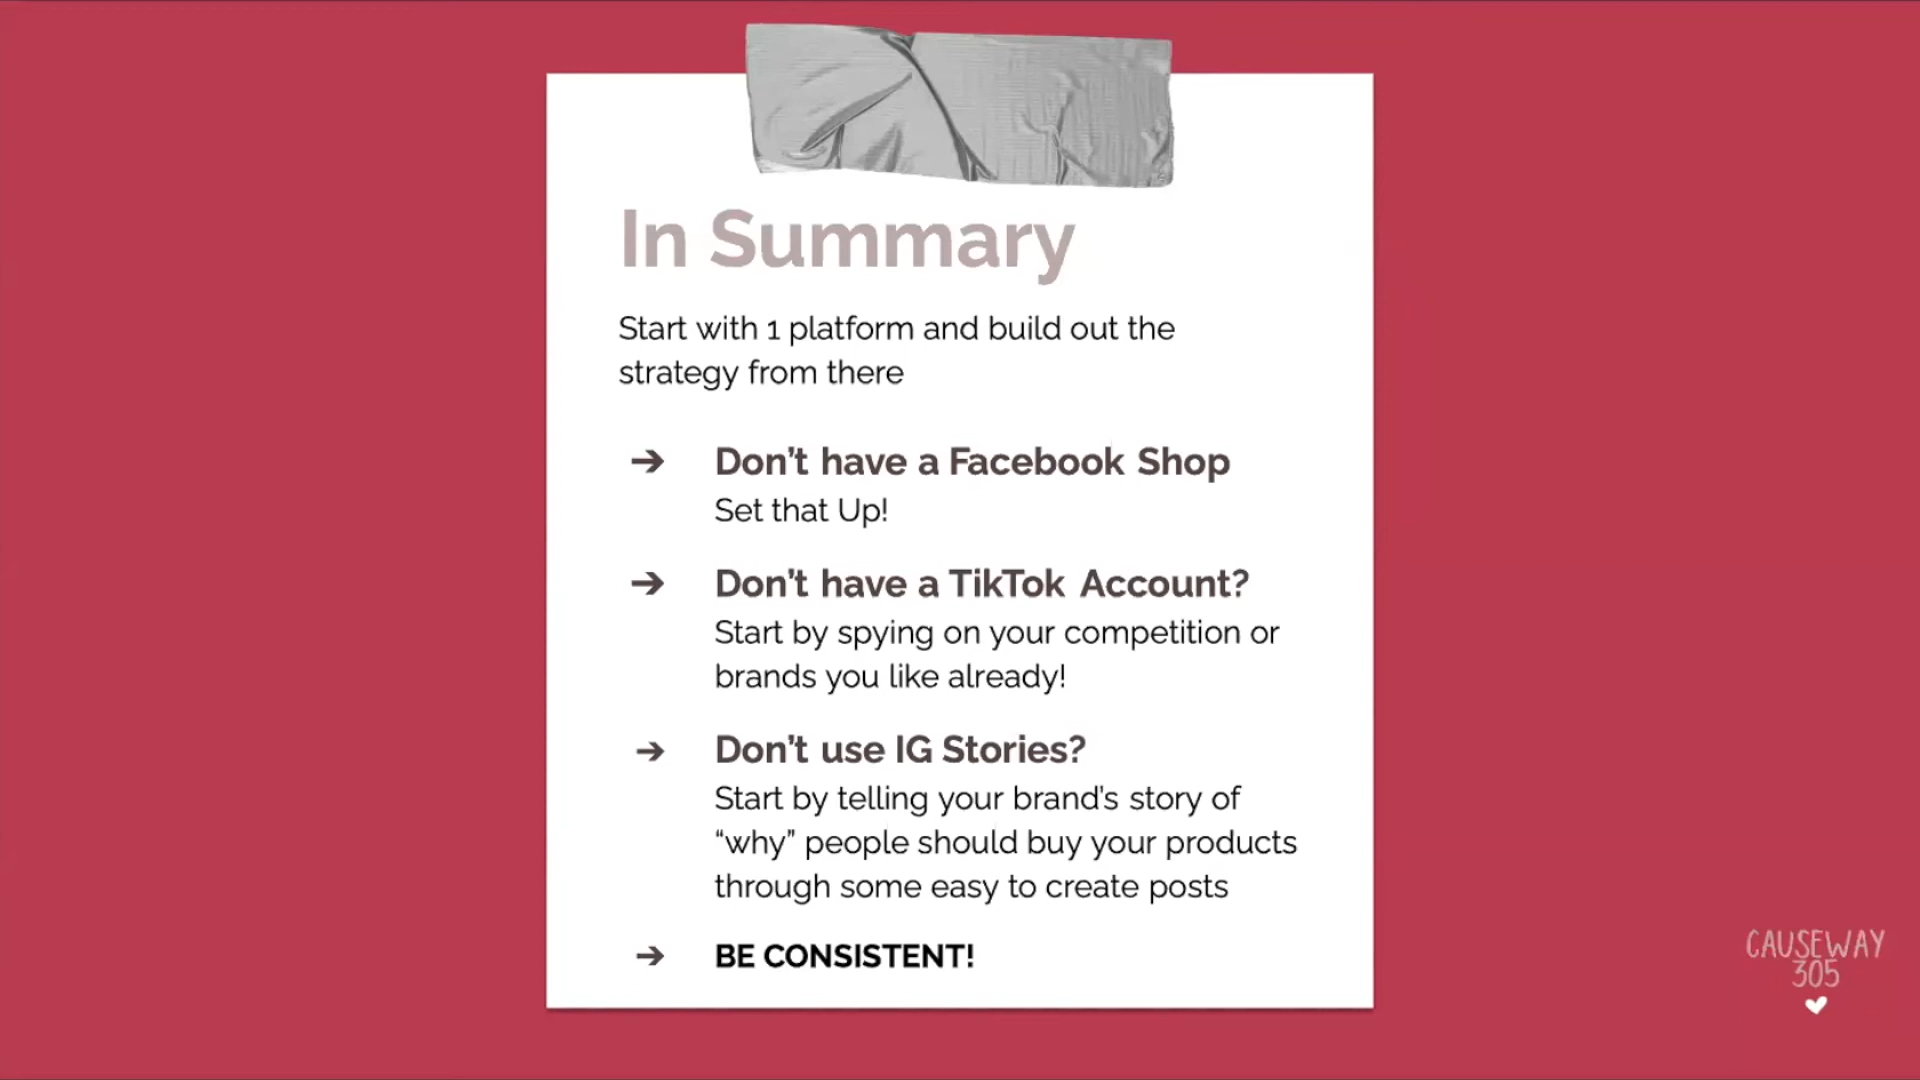 In Summary
Start with 1 platform and build out the
strategy from there
➔ Don’t have a Facebook Shop
Set that Up!
➔ Don’t have a TikTok Account?
Start by spying on your competition or
brands you like already!
➔ Don’t use IG Stories?
Start by telling your brand’s story of
“why” people should buy your products
through some easy to create posts
➔ BE CONSISTENT!
CAUSEWAY
305